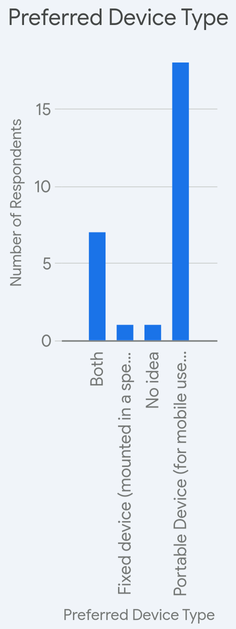 Preferred Device Type
Number of Respondents
15
10
5
0
Both
Fixed device (mounted in a spe...
No idea
Portable Device (for mobile use...
Preferred Device Type